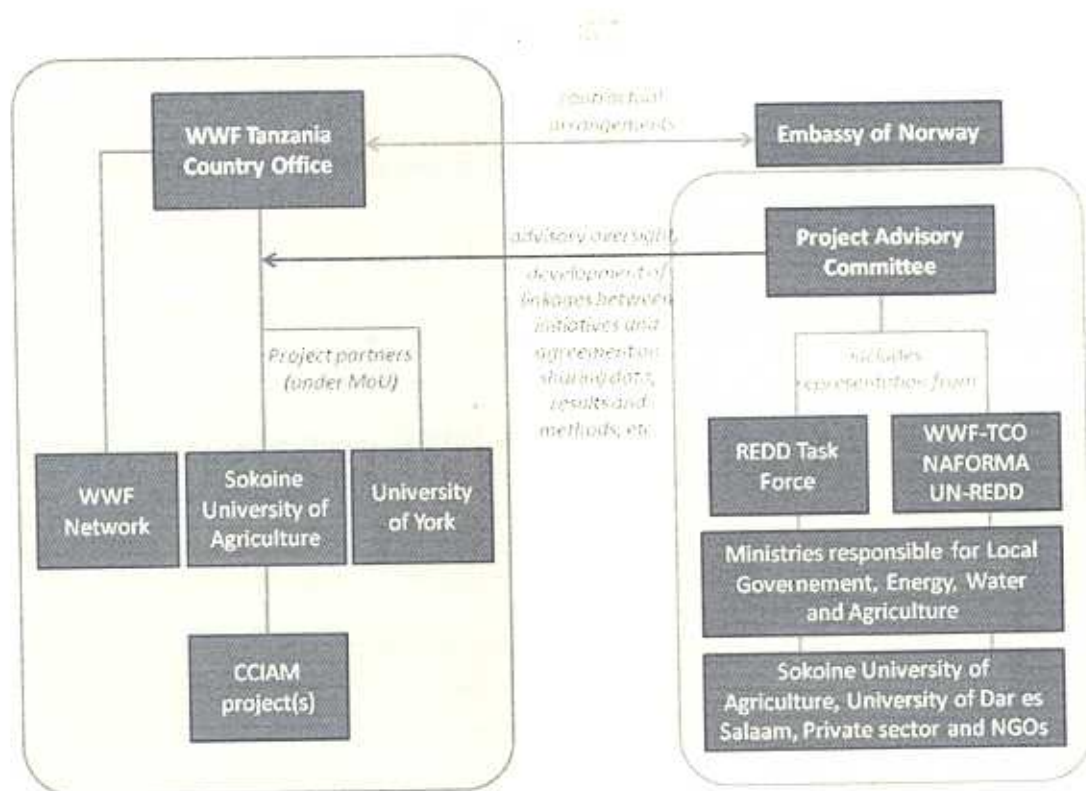 WWF Tanzania
Country Office
contractual
arrangements
Embassy of Norway
Project Advisory
Committee
advisory oversight,
development of
linkages between
initiatives and
agreement on
sharing data,
results and
methods, etc
Project partners
(under MoU)
includes
representation from
WWF
Network
Sokoine
University of
Agriculture
University
of York
REDD Task
Force
WWF-TCO
NAFORMA
UN-REDD
Ministries responsible for Local
Governement, Energy, Water
and Agriculture
CCIAM
project(s)
Sokoine University of
Agriculture, University of Dar es
Salaam, Private sector and NGOs